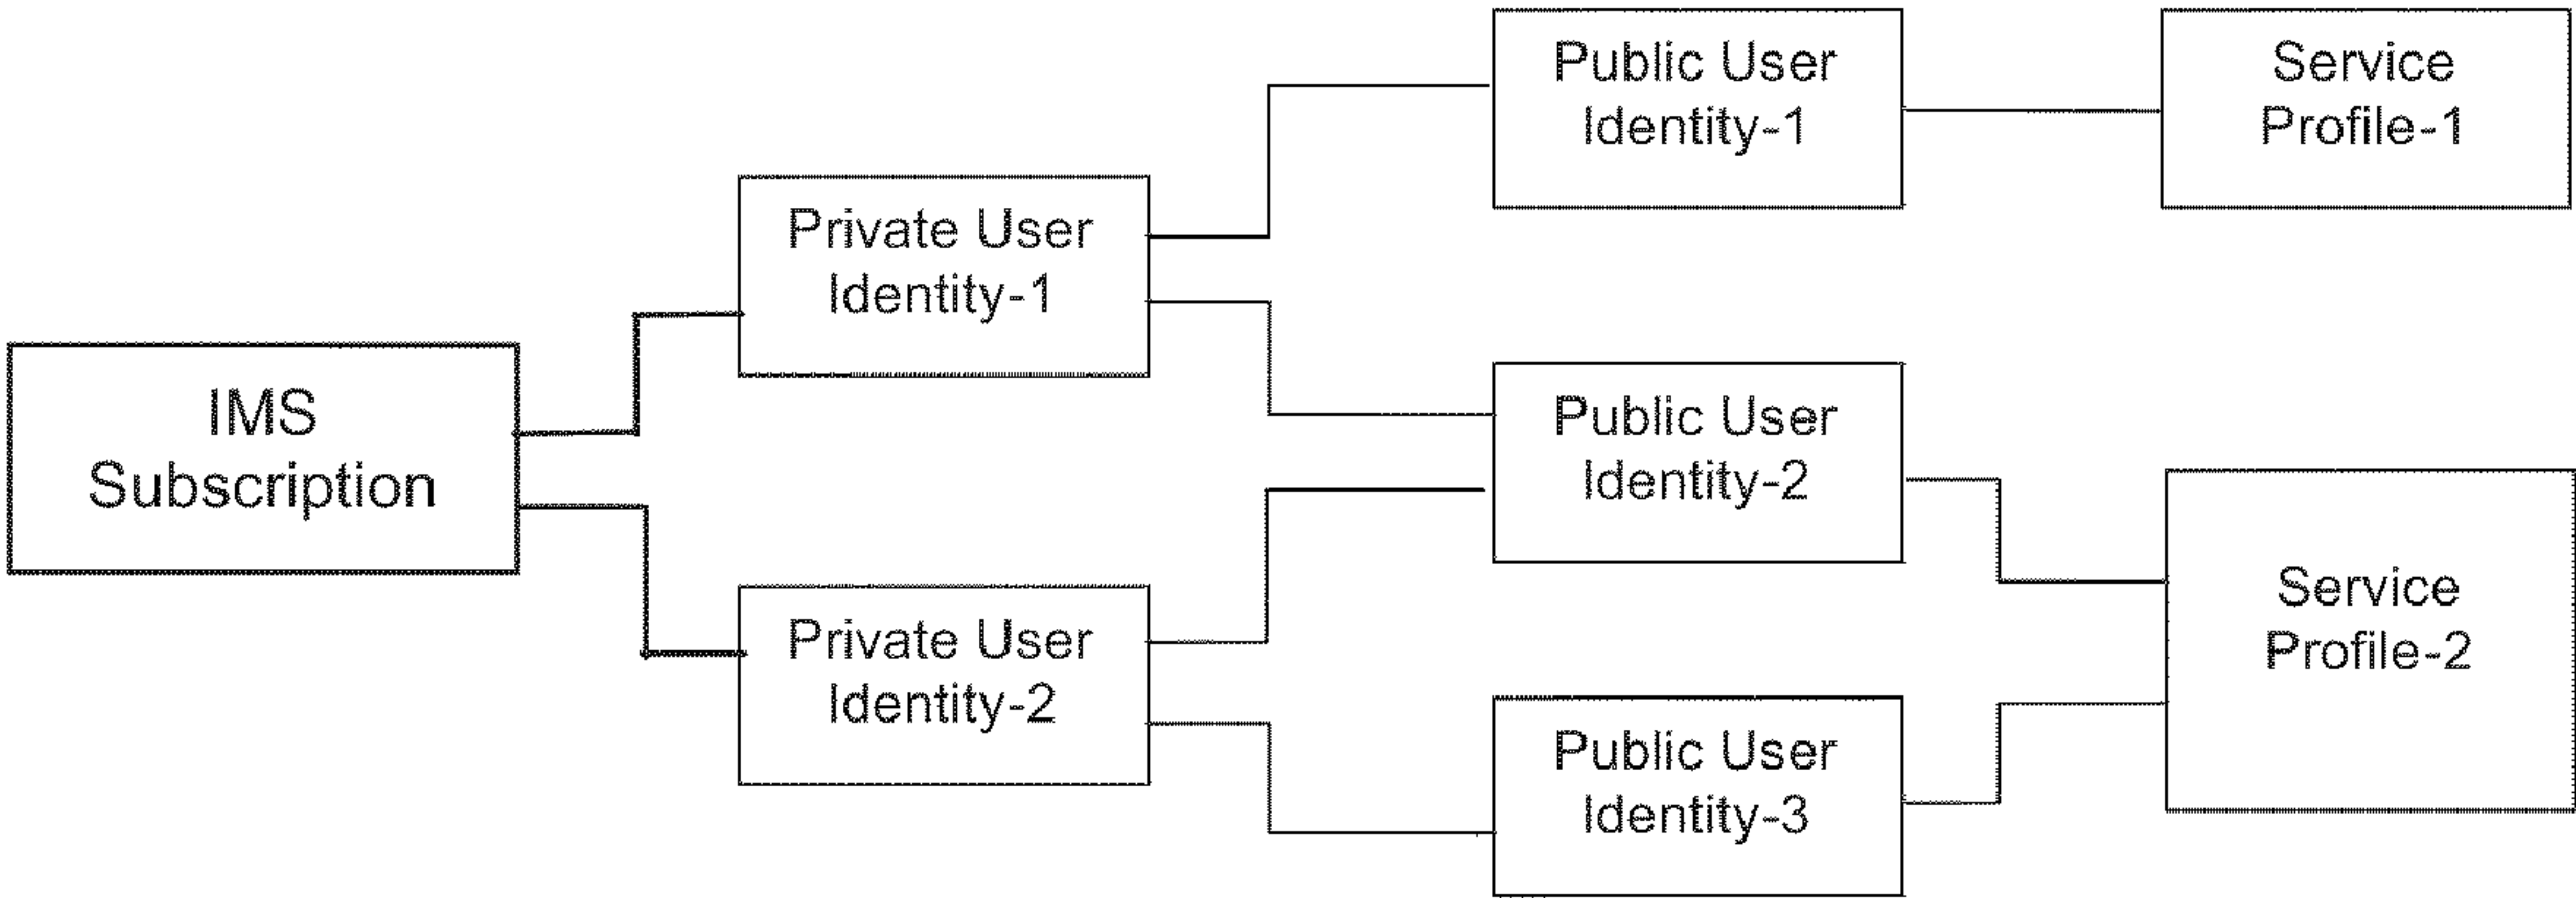 IMS
Subscription
Private User
Identity-1
Private User
Identity-2
Public User
Identity-1
Public User
Identity-2
Public User
Identity-3
Service
Profile-1
Service
Profile-2